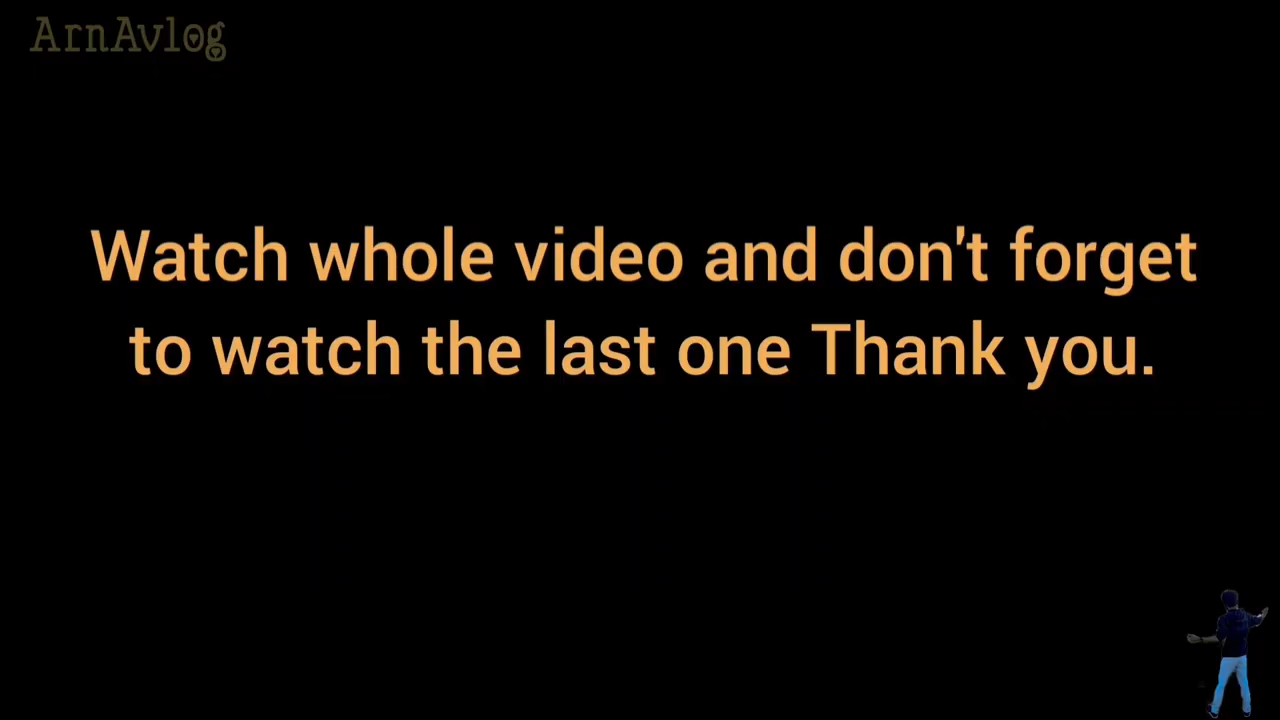 ArnAvlog
Watch whole video and don't forget
to watch the last one Thank you.